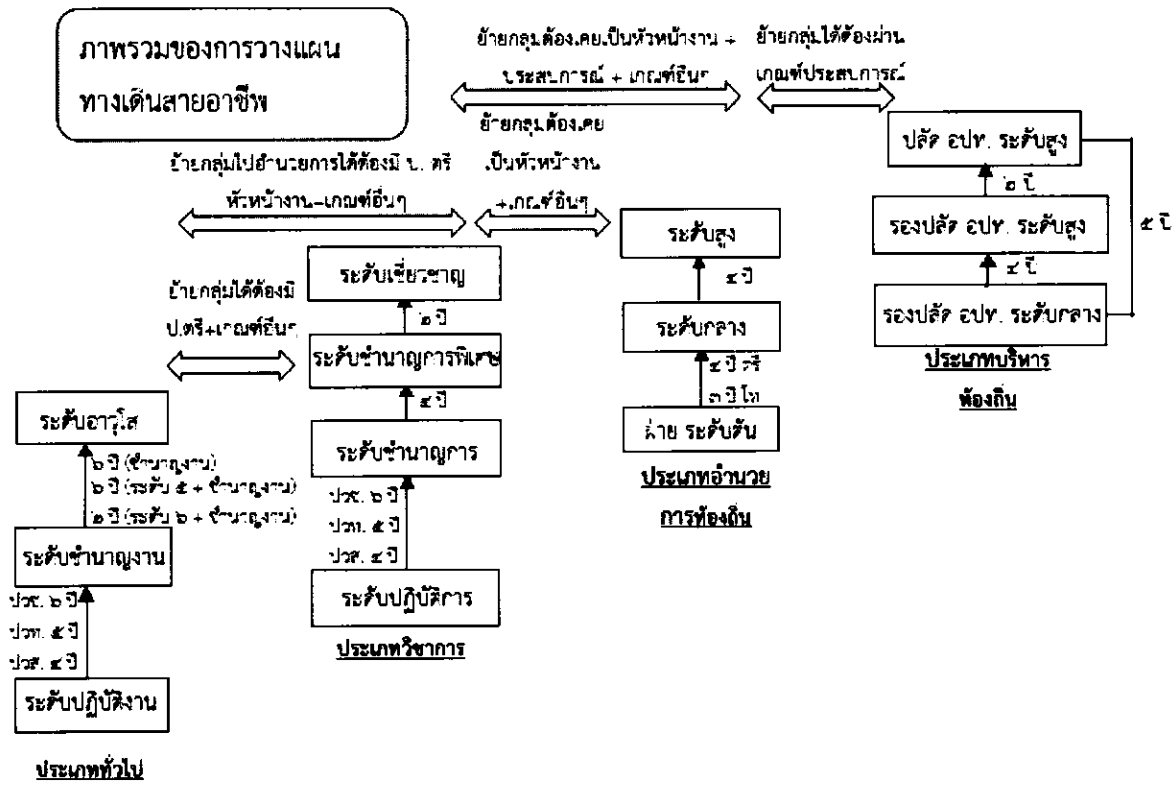 ภาพรวมของการวางแผน
ทางเดินสายอาชีพ
ย้ายกลุ่มต้องเคยเป็นหัวหน้างาน +
ประสบการณ์ + เกณฑ์อื่นๆ
ย้ายกลุ่มได้ต้องผ่าน
เกณฑ์ประสบการณ์
ย้ายกลุ่มต้องเคย
เป็นหัวหน้างาน
+เกณฑ์อื่นๆ
ย้ายกลุ่มไปอำนวยการได้ต้องมี ป. ตรี
หัวหน้างาน-เกณฑ์อื่นๆ
ย้ายกลุ่มได้ต้องมี
ป.ตรี+เกณฑ์อื่นๆ
ระดับอาวุโส
๖ ปี (ชำนาญงาน)
๖ ปี (ระดับ ๕ + ชำนาญงาน)
๒ ปี (ระดับ ๖ + ชำนาญงาน)
ระดับชำนาญงาน
ปวช. ๖ ปี
ปวท. ๕ ปี
ปวส. ๔ ปี
ระดับปฏิบัติงาน
ประเภททั่วไป
ระดับเชี่ยวชาญ
๒ ปี
ระดับชำนาญการพิเศษ
๔ ปี
ระดับชำนาญการ
ปวช. ๖ ปี
ปวท. ๕ ปี
ปวส. ๔ ปี
ระดับปฏิบัติการ
ประเภทวิชาการ
ระดับสูง
๔ ปี
ระดับกลาง
๔ ปี ตรี
๓ ปี โท
ฝ่าย ระดับต้น
ประเภทอำนวย
การท้องถิ่น
ปลัด อปท. ระดับสูง
๒ ปี
รองปลัด อปท. ระดับสูง
๕ ปี
๔ ปี
รองปลัด อปท. ระดับกลาง
ประเภทบริหาร
ท้องถิ่น